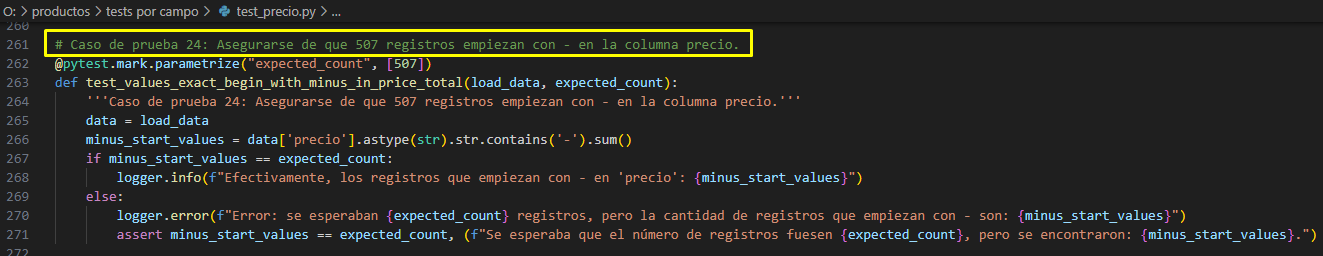 O: > productos > tests por campo > test_precio.py > ...
260
261 # Caso de prueba 24: Asegurarse de que 507 registros empiezan con - en la columna precio.
262 @pytest.mark.parametrize("expected_count", [507])
263 def test_values_exact_begin_with_minus_in_price_total(load_data, expected_count):
264     '''Caso de prueba 24: Asegurarse de que 507 registros empiezan con - en la columna precio.'''
265     data = load_data
266     minus_start_values = data['precio'].astype(str).str.contains('-').sum()
267     if minus_start_values == expected_count:
268         logger.info(f"Efectivamente, los registros que empiezan con - en 'precio': {minus_start_values}")
269     else:
270         logger.error(f"Error: se esperaban {expected_count} registros, pero la cantidad de registros que empiezan con - son: {minus_start_values}")
271         assert minus_start_values == expected_count, (f"Se esperaba que el número de registros fuesen {expected_count}, pero se encontraron: {minus_start_values}.")
272